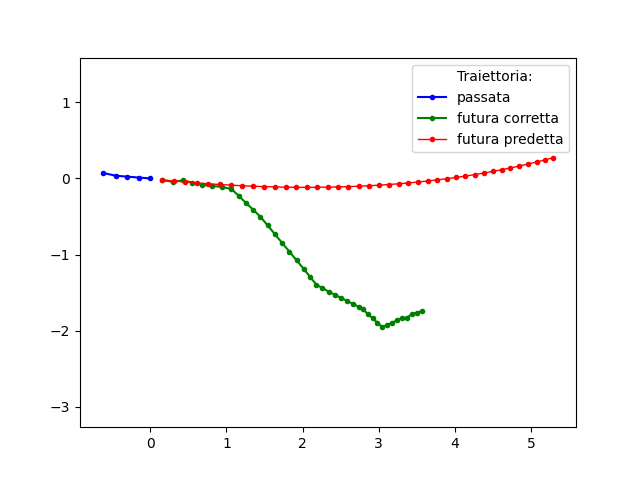 Traiettoria:
passata
futura corretta
futura predetta
1
0
−1
−2
−3
0 1 2 3 4 5